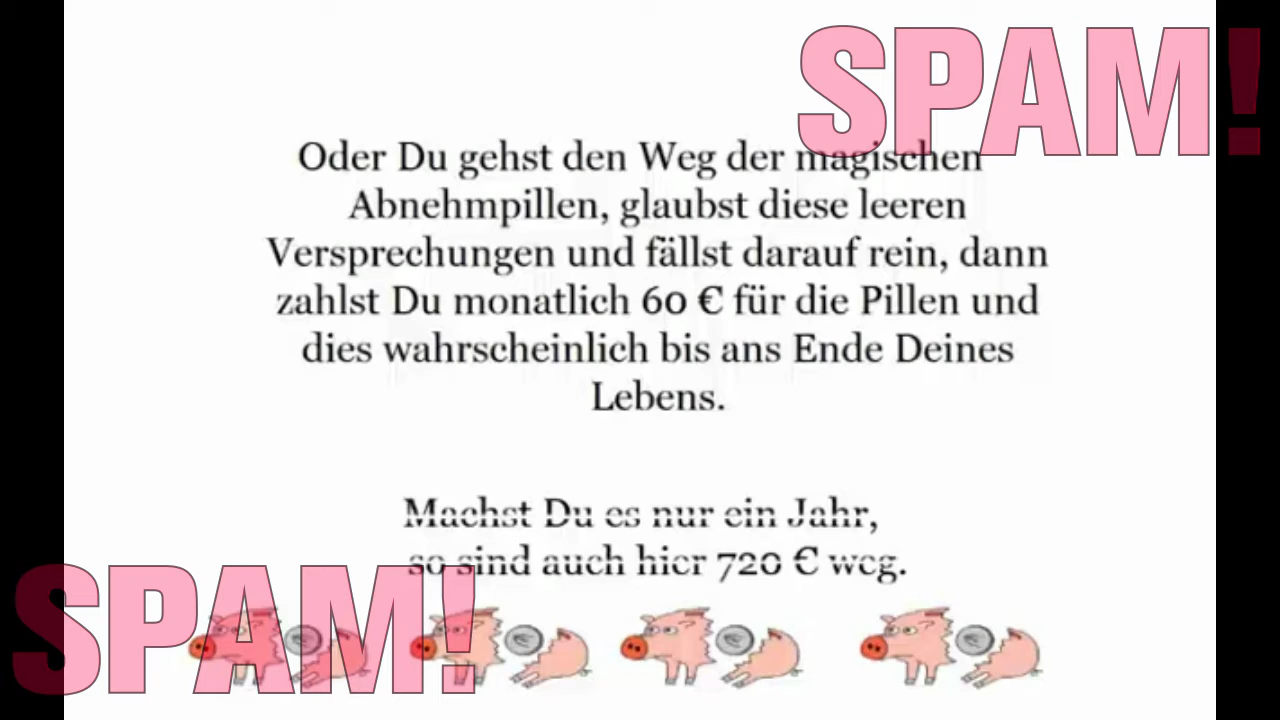 SPAM!
Oder Du gehst den Weg der magischen
Abnehmpillen, glaubst diese leeren
Versprechungen und fällst darauf rein, dann
zahlst Du monatlich 60 € für die Pillen und
dies wahrscheinlich bis ans Ende Deines
Lebens.
Machst Du es nur ein Jahr,
so sind auch hier 720 € weg.
SPAM!